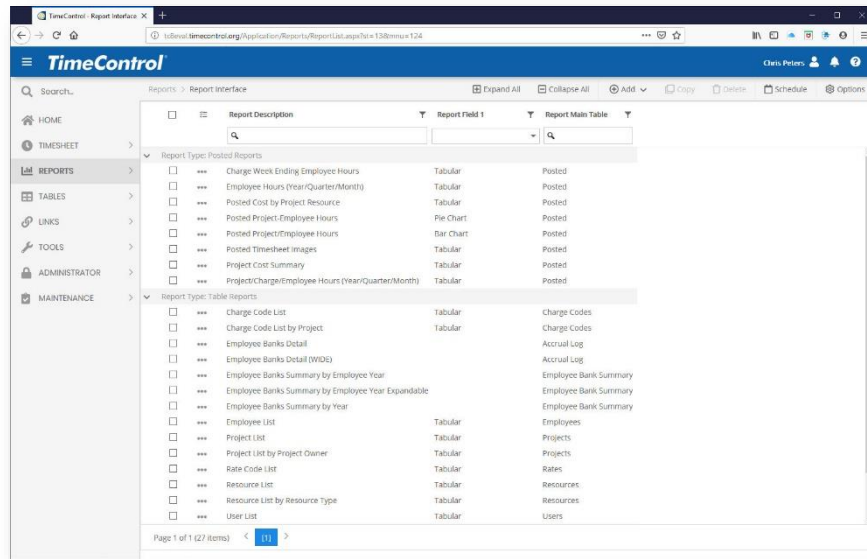 TimeControl - Report Interface
tc8eval.timecontrol.org/Application/Reports/ReportList.aspx?st=138&mnu=124
TimeControl
Chris Peters
Search...
Reports > Report Interface
Expand All
Collapse All
Add
Copy
Delete
Schedule
Options
HOME
TIMESHEET
REPORTS
TABLES
LINKS
TOOLS
ADMINISTRATOR
MAINTENANCE
Report Description Report Field 1 Report Main Table
Report Type: Posted Reports
Charge Week Ending Employee Hours Tabular Posted
Employee Hours (Year/Quarter/Month) Tabular Posted
Posted Cost by Project Resource Tabular Posted
Posted Project-Employee Hours Pie Chart Posted
Posted Project/Employee Hours Bar Chart Posted
Posted Timesheet Images Tabular Posted
Project Cost Summary Tabular Posted
Project/Charge/Employee Hours (Year/Quarter/Month) Tabular Posted
Report Type: Table Reports
Charge Code List Tabular Charge Codes
Charge Code List by Project Tabular Charge Codes
Employee Banks Detail Accrual Log
Employee Banks Detail (WIDE) Accrual Log
Employee Banks Summary by Employee Year Employee Bank Summary
Employee Banks Summary by Employee Year Expandable Employee Bank Summary
Employee Banks Summary by Year Employee Bank Summary
Employee List Tabular Employees
Project List Tabular Projects
Project List by Project Owner Tabular Projects
Rate Code List Tabular Rates
Resource List Tabular Resources
Resource List by Resource Type Tabular Resources
User List Tabular Users
Page 1 of 1 (27 items) [1]